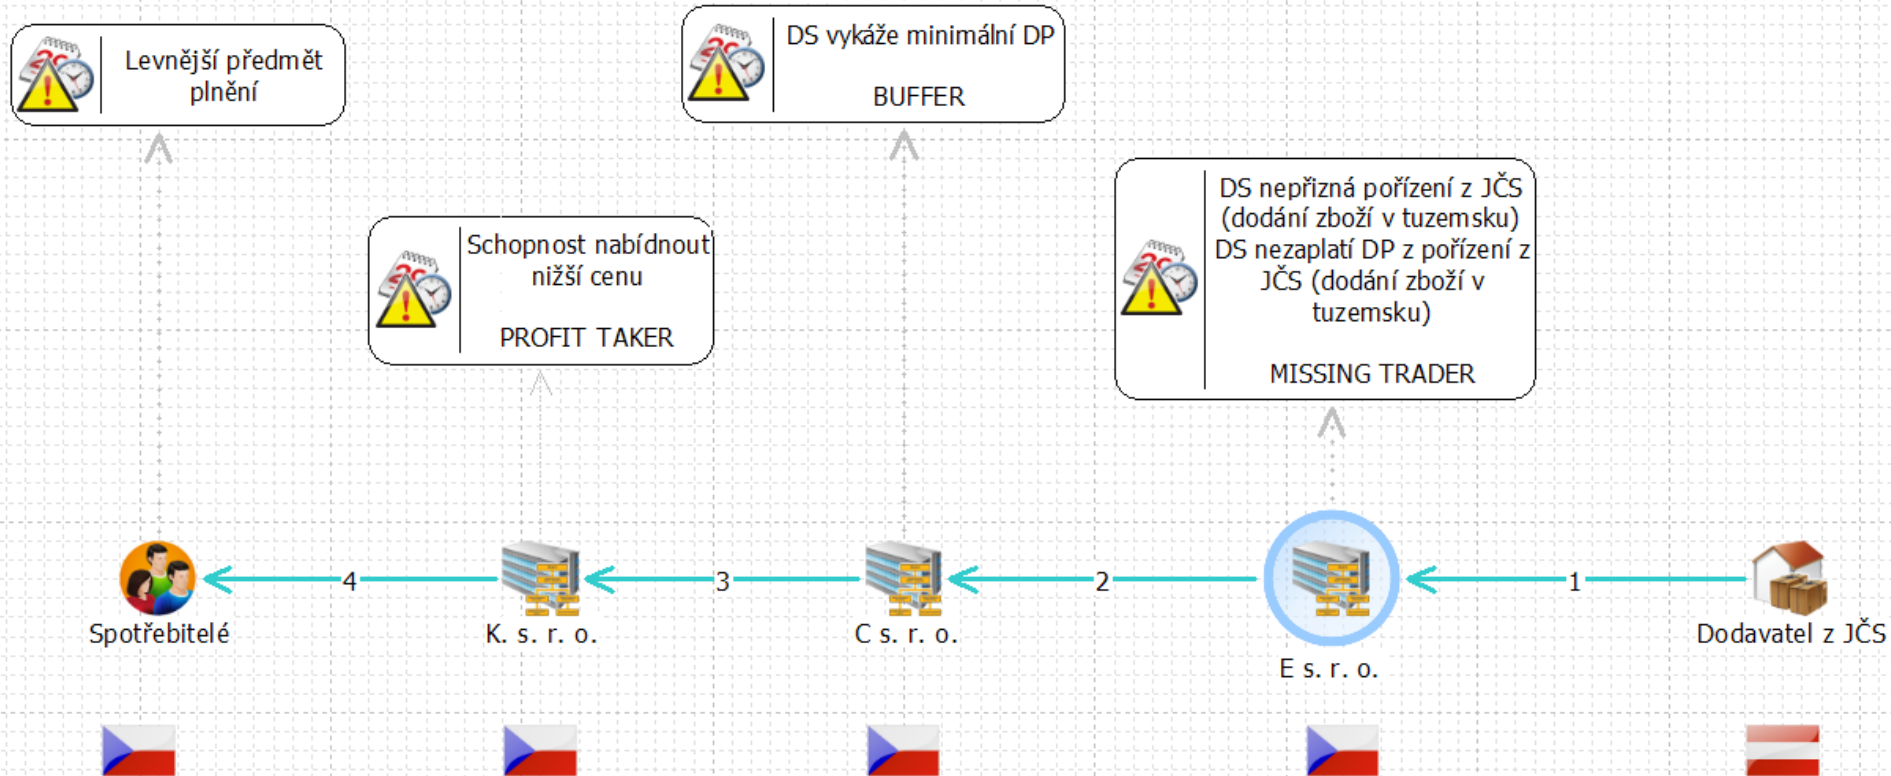 Levnější předmět
plnění
DS vykáže minimální DP
BUFFER
Schopnost nabídnout
nižší cenu
PROFIT TAKER
DS nepřizná pořízení z JČS
(dodání zboží v tuzemsku)
DS nezaplatí DP z pořízení z
JČS (dodání zboží v
tuzemsku)
MISSING TRADER
4
3
2
1
Spotřebitelé
K. s. r. o.
C s. r. o.
E s. r. o.
Dodavatel z JČS